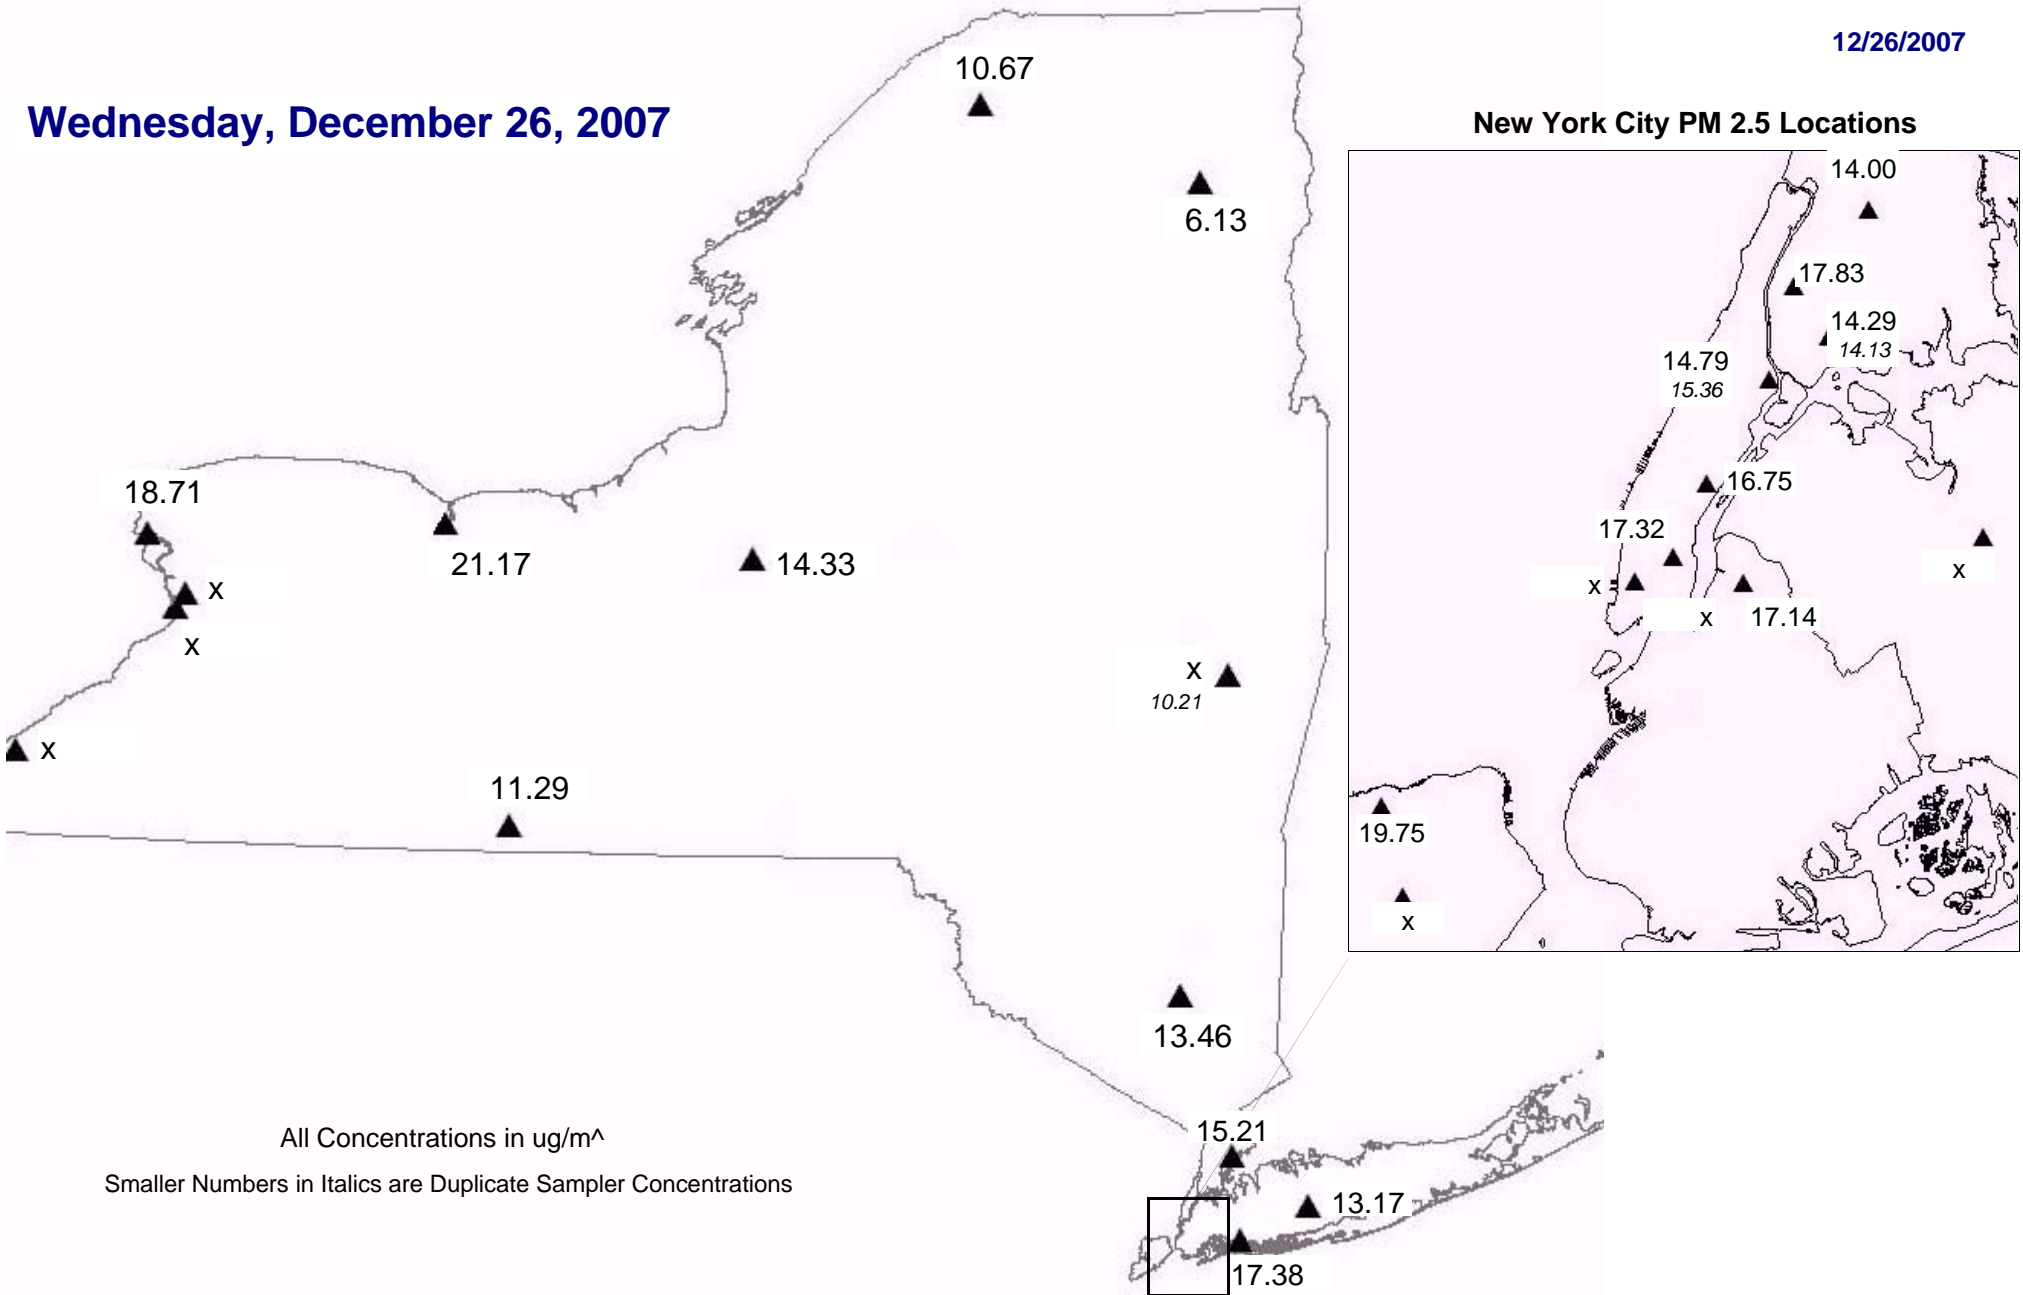 12/26/2007
Wednesday, December 26, 2007
10.67
6.13
18.71
21.17
14.33
x
x
x
10.21
x
11.29
13.46
15.21
13.17
17.38
New York City PM 2.5 Locations
14.00
17.83
14.29
14.13
14.79
15.36
16.75
17.32
x
x
x
17.14
19.75
x
All Concentrations in ug/m^
Smaller Numbers in Italics are Duplicate Sampler Concentrations